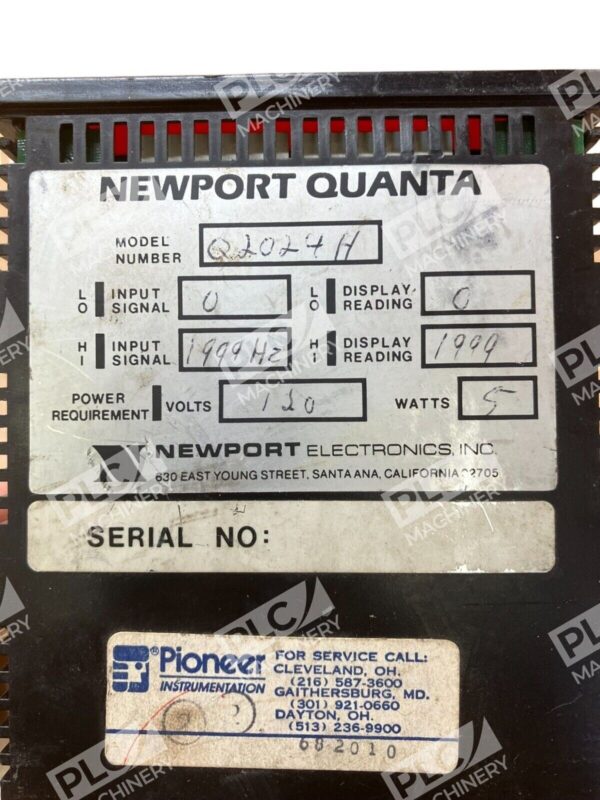 NEWPORT QUANTA
MODEL NUMBER Q2024H
LO INPUT SIGNAL 0 LO DISPLAY READING 0
HI INPUT SIGNAL 1999Hz HI DISPLAY READING 1999
POWER REQUIREMENT VOLTS 120 WATTS 5
NEWPORT ELECTRONICS, INC.
630 EAST YOUNG STREET, SANTA ANA, CALIFORNIA 92705
SERIAL NO:
Pioneer
INSTRUMENTATION
FOR SERVICE CALL:
CLEVELAND, OH.
(216) 587-3600
GAITHERSBURG, MD.
(301) 921-0660
DAYTON, OH.
(513) 236-9900
682010
PLC MACHINERY